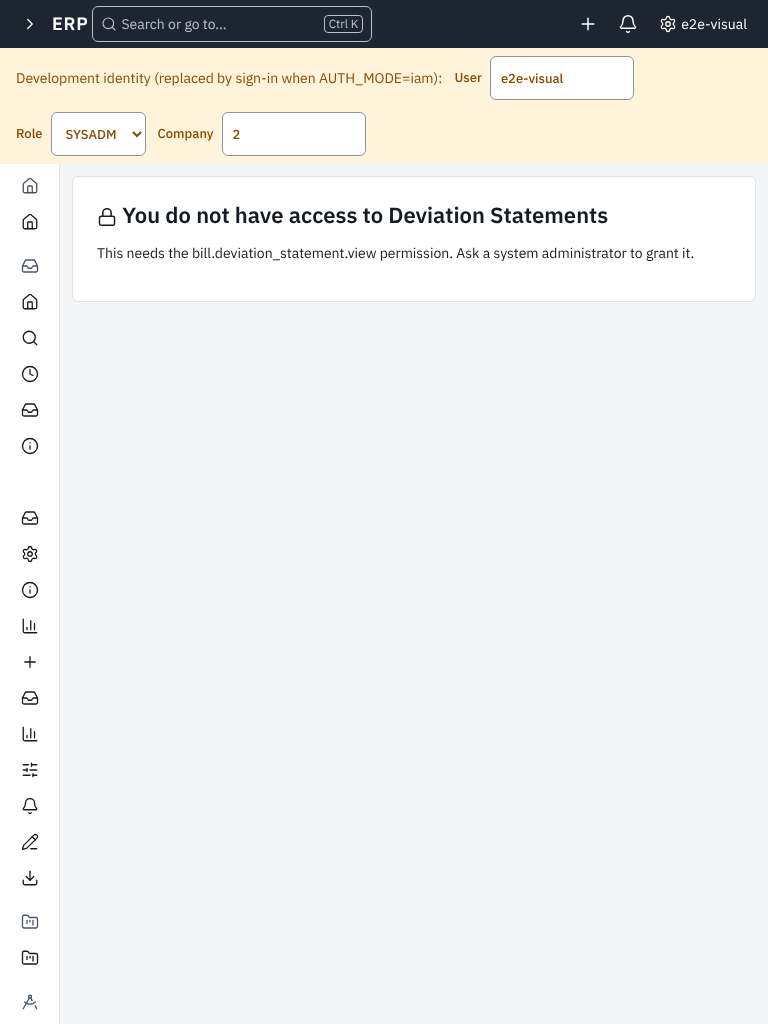 ERP Search or go to... Ctrl K e2e-visual
Development identity (replaced by sign-in when AUTH_MODE=iam): User e2e-visual
Role SYSADM Company 2
You do not have access to Deviation Statements
This needs the bill.deviation_statement.view permission. Ask a system administrator to grant it.